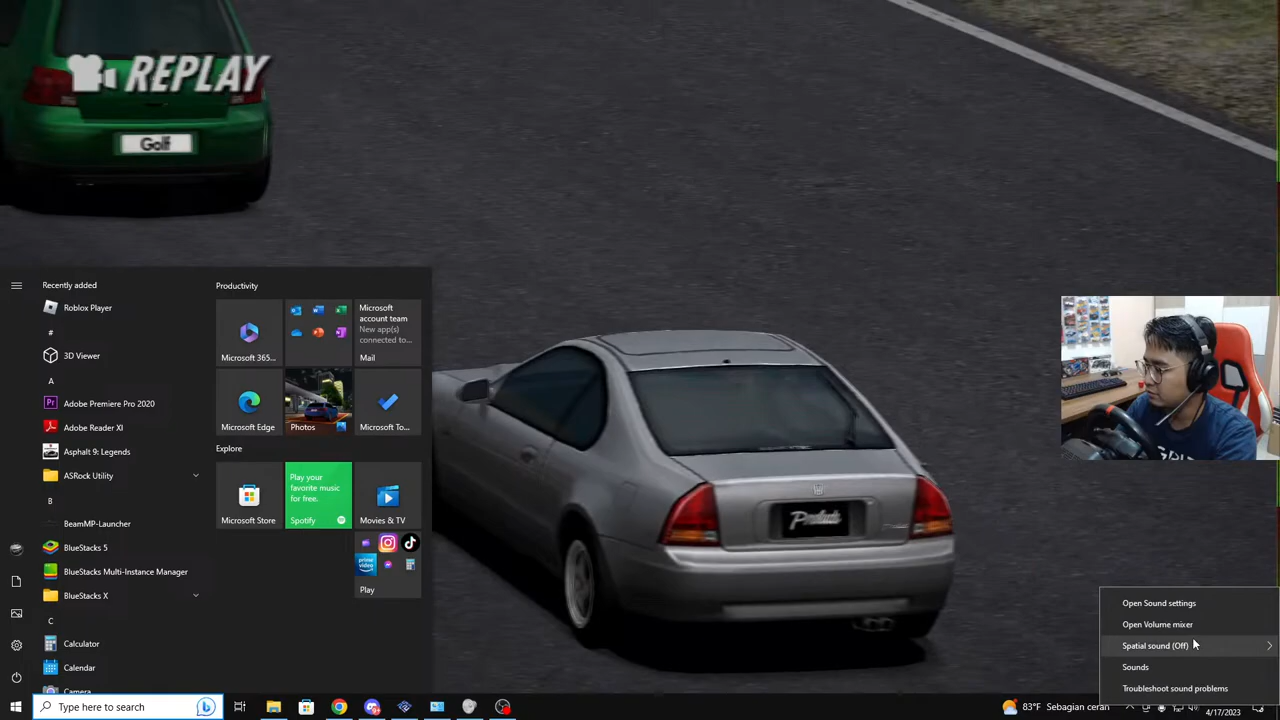 REPLAY
Golf
Prelude
Recently added
Roblox Player
#
3D Viewer
A
Adobe Premiere Pro 2020
Adobe Reader XI
Asphalt 9: Legends
ASRock Utility
B
BeamMP-Launcher
BlueStacks 5
BlueStacks Multi-Instance Manager
BlueStacks X
C
Calculator
Calendar
Camera
Productivity
Microsoft 365...
Microsoft
account team
New app(s)
connected to...
Mail
Microsoft Edge
Photos
Microsoft To...
Explore
Microsoft Store
Play your
favorite music
for free.
Spotify
Movies & TV
prime
video
Play
Open Sound settings
Open Volume mixer
Spatial sound (Off)
Sounds
Troubleshoot sound problems
Type here to search
83°F Sebagian ceran
4/17/2023